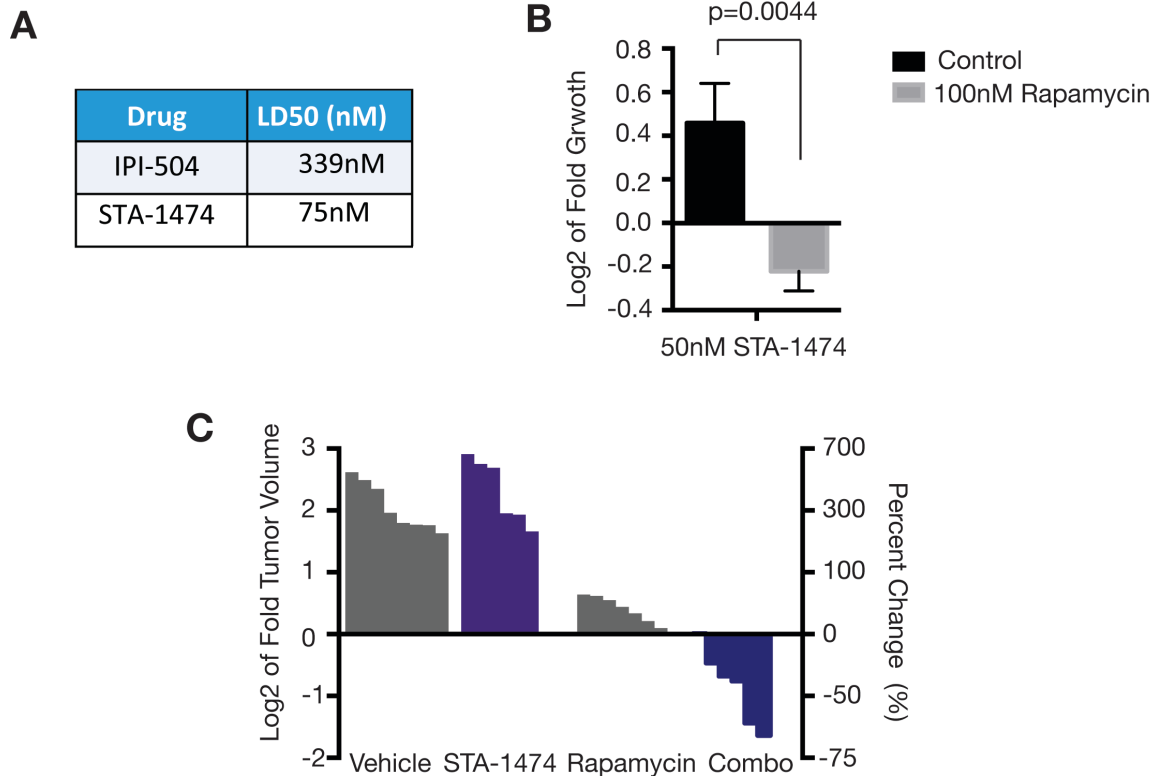 A
Drug LD50 (nM)
IPI-504 339nM
STA-1474 75nM
B
p=0.0044
Log2 of Fold Grwoth
0.8
0.6
0.4
0.2
0.0
-0.2
-0.4
50nM STA-1474
Control
100nM Rapamycin
C
Log2 of Fold Tumor Volume
3
2
1
0
-1
-2
Vehicle STA-1474 Rapamycin Combo
700
300
100
0
-50
-75
Percent Change (%)